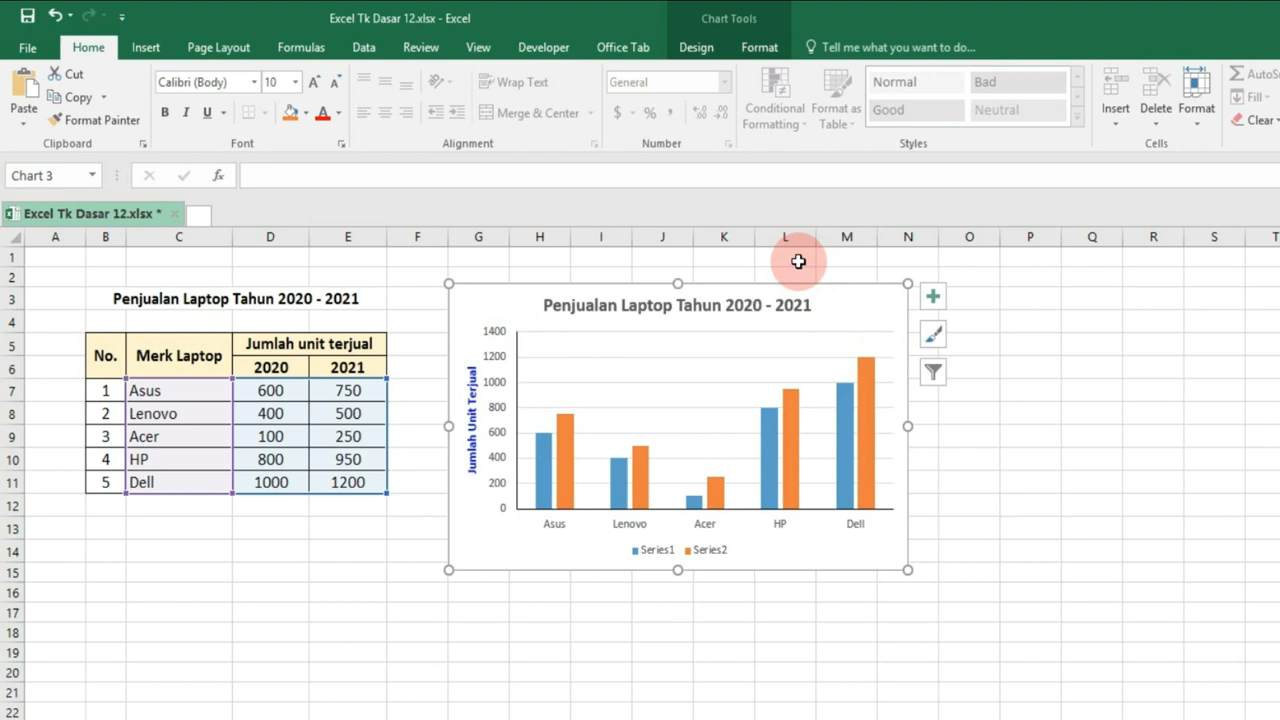 Excel Tk Dasar 12.xlsx - Excel
Chart Tools
File Home Insert Page Layout Formulas Data Review View Developer Office Tab Design Format Tell me what you want to do...
Paste
Cut
Copy
Format Painter
Clipboard
Calibri (Body) 10 A A
B I U A
Font
Wrap Text
Merge & Center
Alignment
General
$ % ,
Number
Conditional Formatting
Format as Table
Normal Bad
Good Neutral
Styles
Insert Delete Format
Cells
AutoS
Fill
Clear
Chart 3 fx
Excel Tk Dasar 12.xlsx *
A B C D E F G H I J K L M N O P Q R S T
1
2
3
4
5
6
7
8
9
10
11
12
13
14
15
16
17
18
19
20
21
22
Penjualan Laptop Tahun 2020 - 2021
No. Merk Laptop Jumlah unit terjual
2020 2021
1 Asus 600 750
2 Lenovo 400 500
3 Acer 100 250
4 HP 800 950
5 Dell 1000 1200
Penjualan Laptop Tahun 2020 - 2021
Jumlah Unit Terjual
1400
1200
1000
800
600
400
200
0
Asus Lenovo Acer HP Dell
Series1 Series2